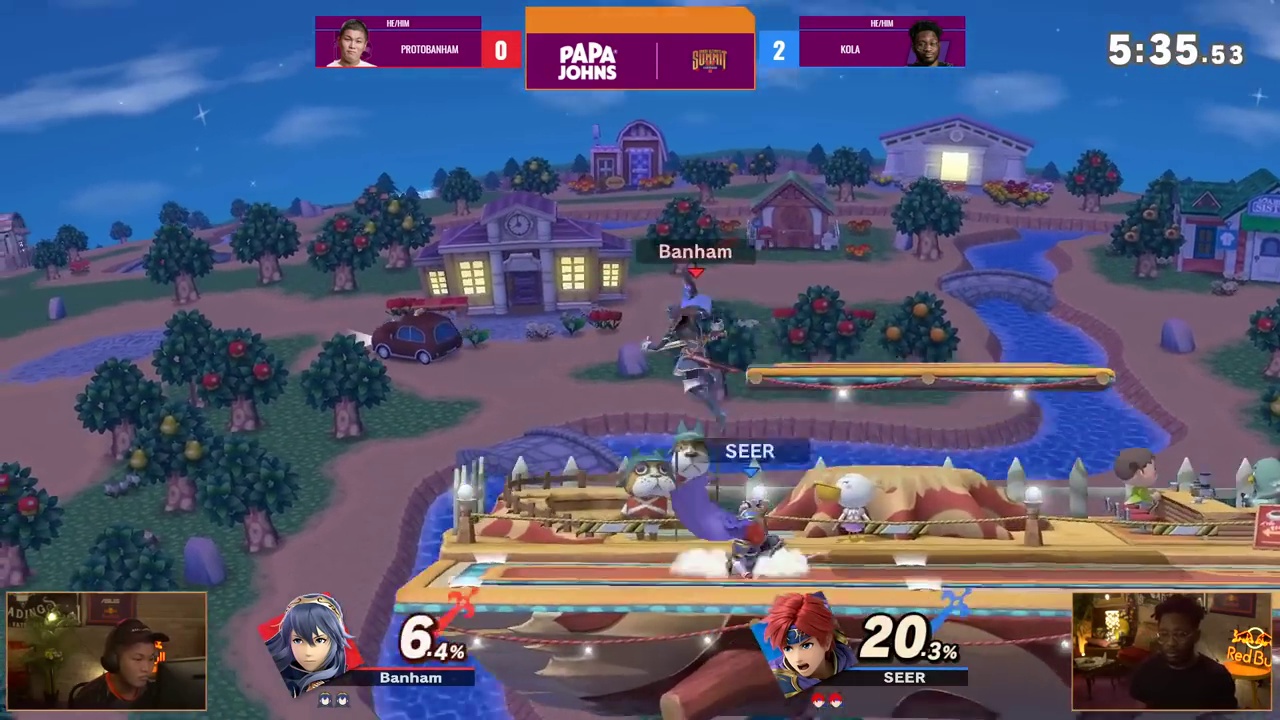 HE/HIM
PROTOBANHAM
0
PAPA
JOHNS
SUMMIT
2
HE/HIM
KOLA
5:35.53
Banham
SEER
6.4%
Banham
20.3%
SEER
Red Bu